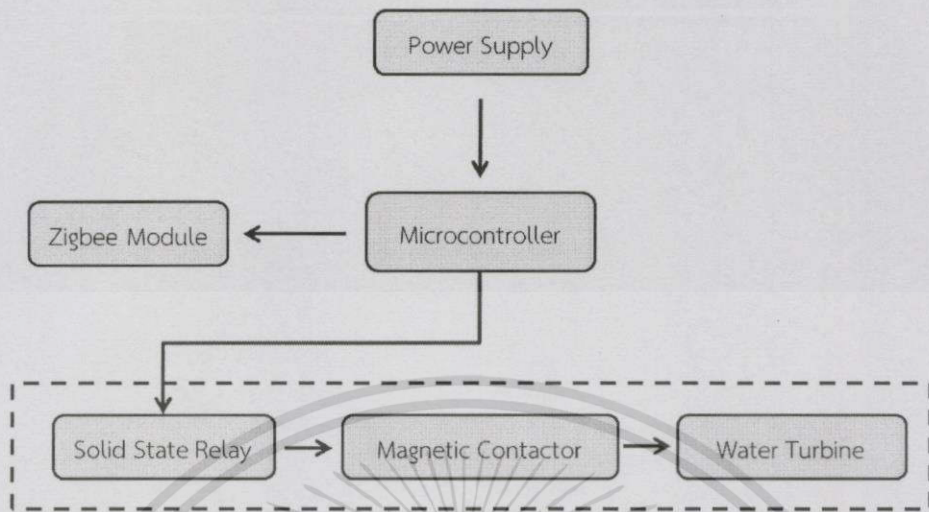 Power Supply
Zigbee Module
Microcontroller
Solid State Relay
Magnetic Contactor
Water Turbine